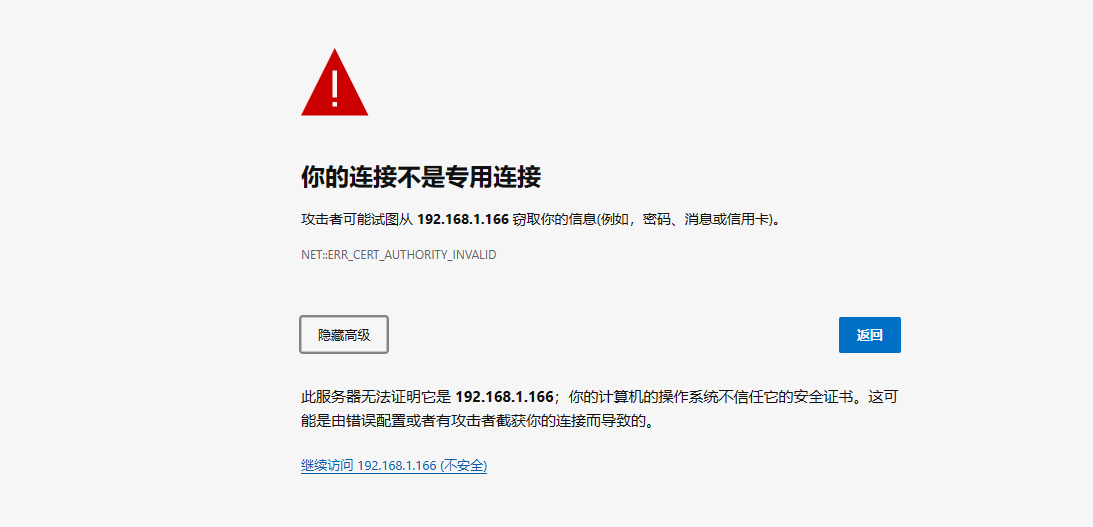 你的连接不是专用连接
攻击者可能试图从 192.168.1.166 窃取你的信息(例如，密码、消息或信用卡)。
NET::ERR_CERT_AUTHORITY_INVALID
隐藏高级
返回
此服务器无法证明它是 192.168.1.166；你的计算机的操作系统不信任它的安全证书。这可
能是由错误配置或者有攻击者截获你的连接而导致的。
继续访问 192.168.1.166 (不安全)